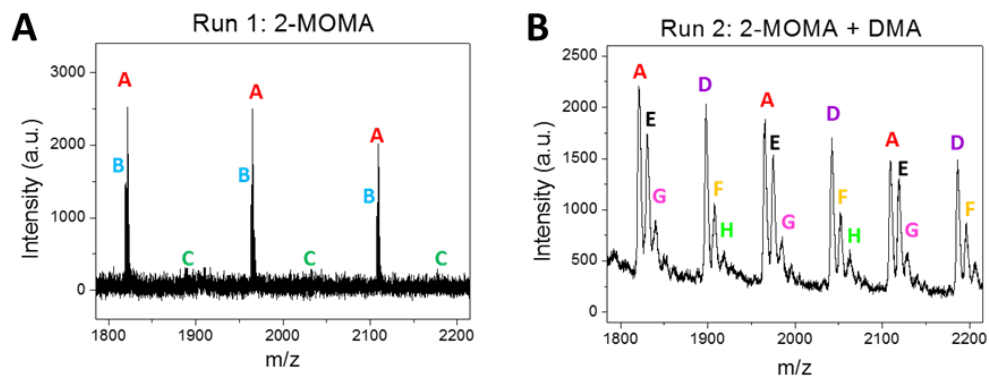 A
Run 1: 2-MOMA
Intensity (a.u.)
3000
2000
1000
0
A
A
A
B
B
B
C
C
C
1800
1900
2000
2100
2200
m/z
B
Run 2: 2-MOMA + DMA
Intensity (a.u.)
2500
2000
1500
1000
500
0
A
E
G
D
F
H
A
E
G
D
F
H
A
E
G
D
F
1800
1900
2000
2100
2200
m/z